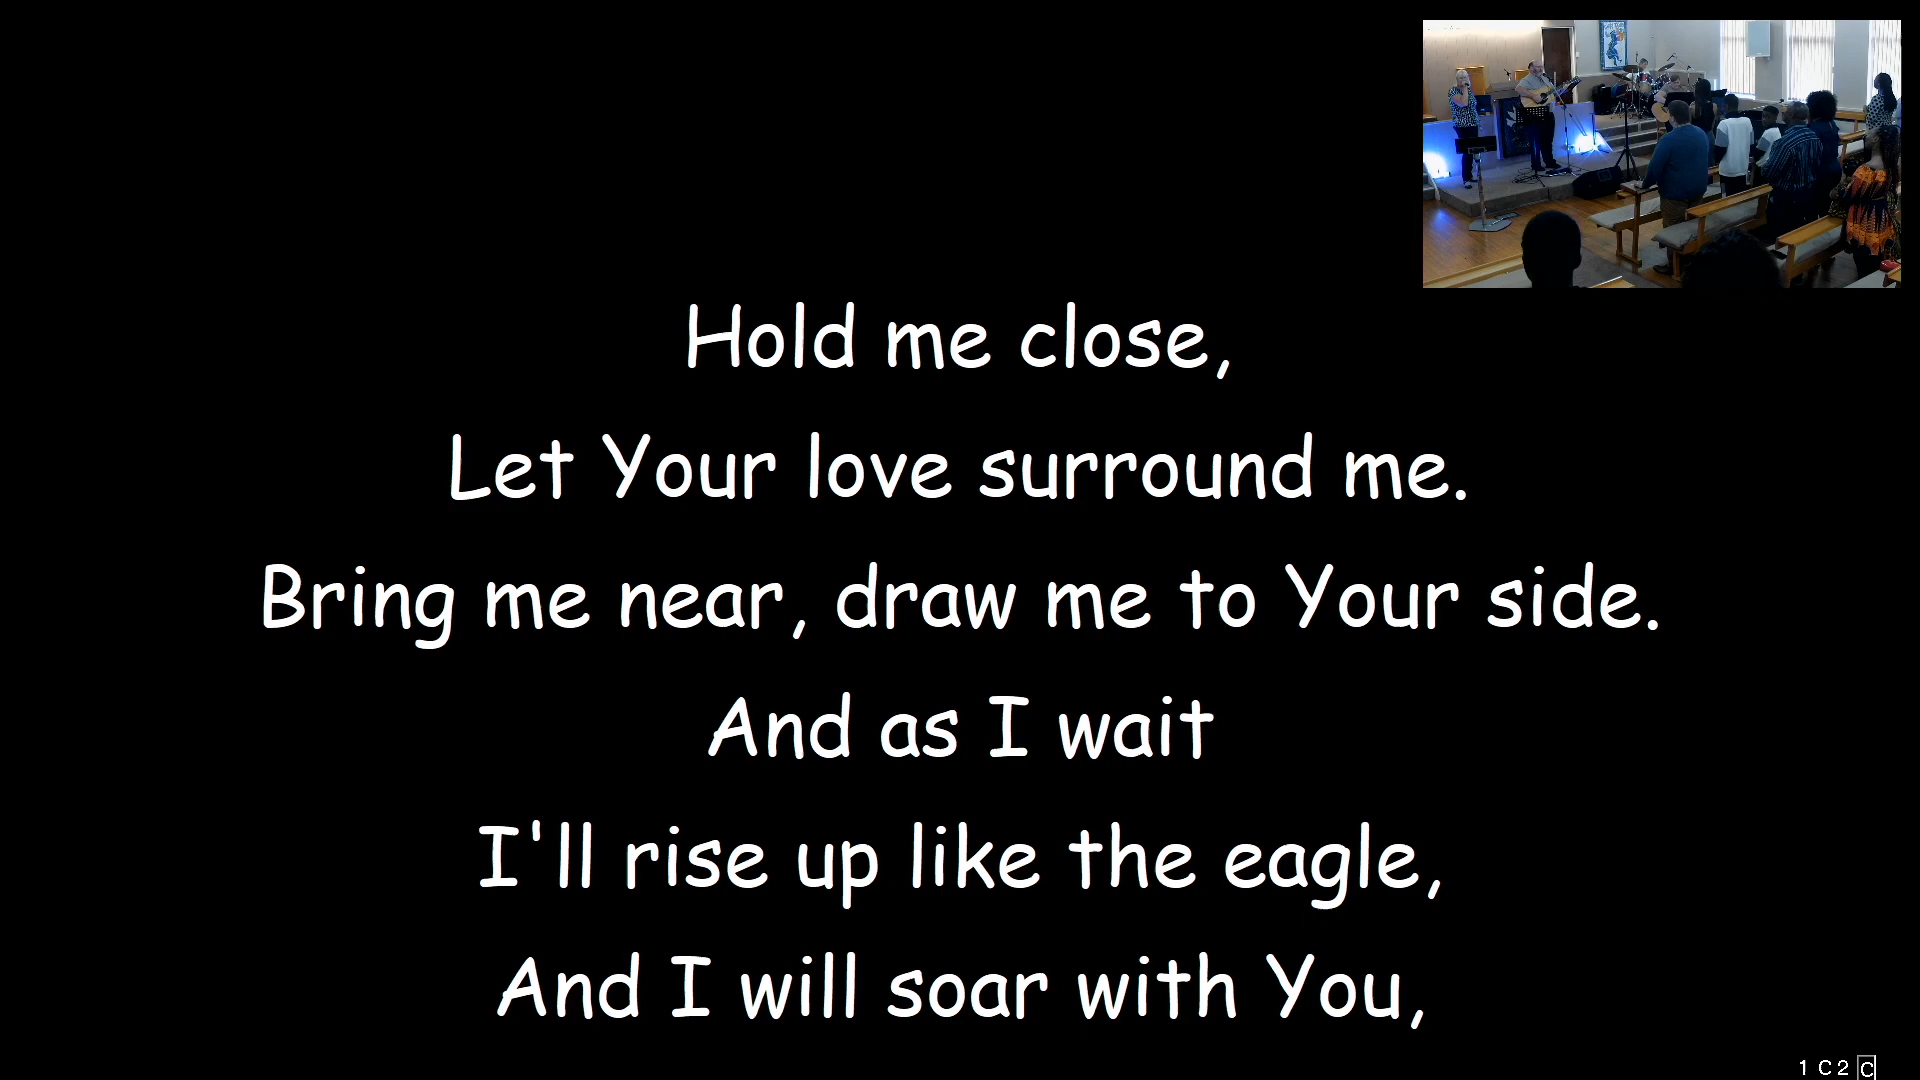 Hold me close,
Let Your love surround me.
Bring me near, draw me to Your side.
And as I wait
I'll rise up like the eagle,
And I will soar with You,
1 C 2 C